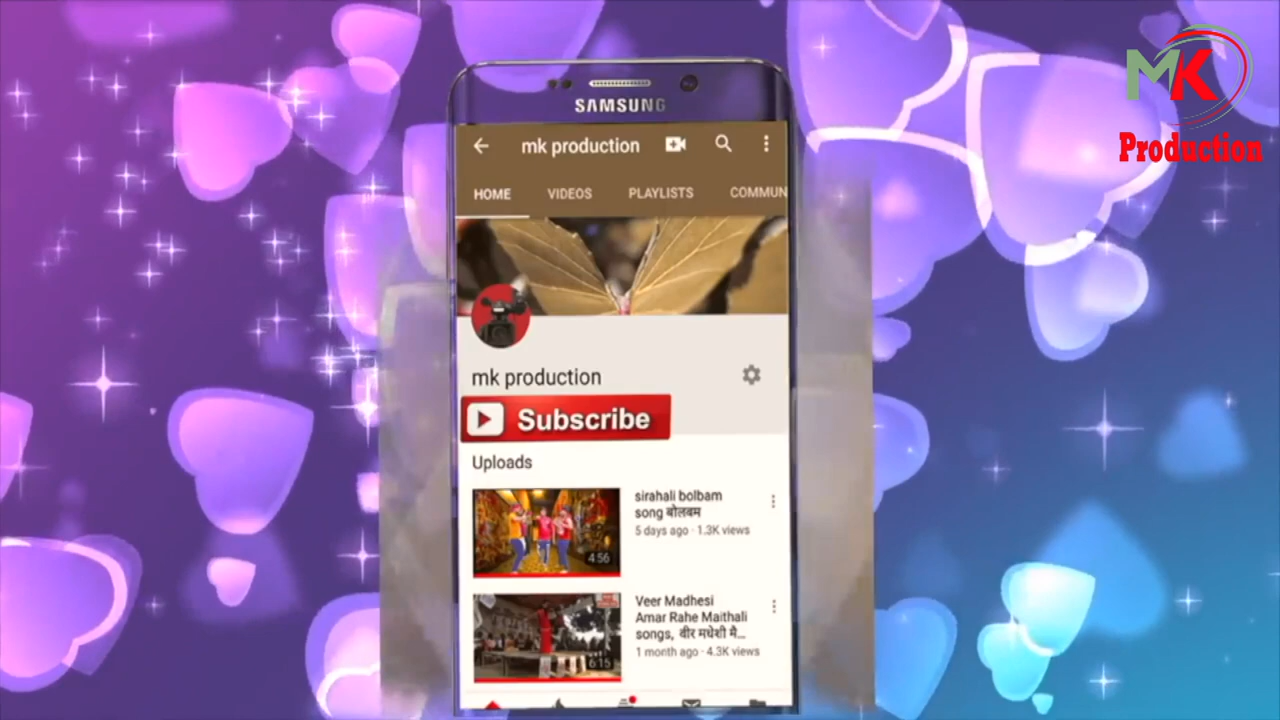 MK
Production
SAMSUNG
mk production
HOME VIDEOS PLAYLISTS COMMUN
mk production
Subscribe
Uploads
sirahali bolbam
song बोलबम
5 days ago · 1.3K views
4:56
Veer Madhesi
Amar Rahe Maithali
songs, वीर मधेशी मै...
1 month ago · 4.3K views
6:15